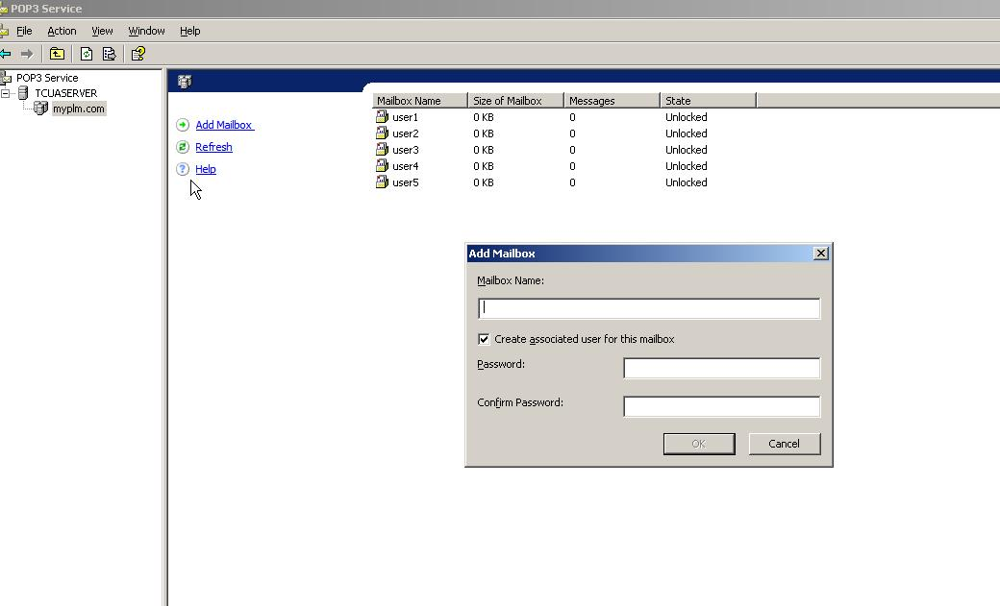 POP3 Service
File Action View Window Help
POP3 Service
TCUASERVER
myplm.com
Add Mailbox
Refresh
Help
Mailbox Name Size of Mailbox Messages State
user1 0 KB 0 Unlocked
user2 0 KB 0 Unlocked
user3 0 KB 0 Unlocked
user4 0 KB 0 Unlocked
user5 0 KB 0 Unlocked
Add Mailbox
Mailbox Name:
Create associated user for this mailbox
Password:
Confirm Password:
OK Cancel